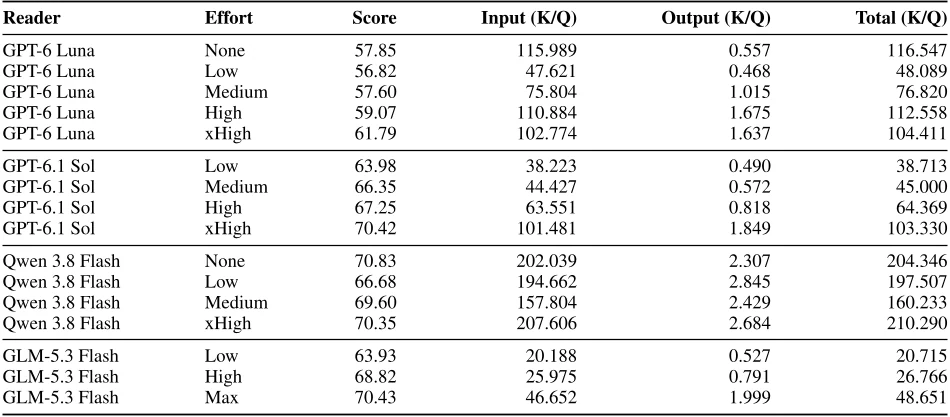 Reader Effort Score Input (K/Q) Output (K/Q) Total (K/Q)
GPT-6 Luna None 57.85 115.989 0.557 116.547
GPT-6 Luna Low 56.82 47.621 0.468 48.089
GPT-6 Luna Medium 57.60 75.804 1.015 76.820
GPT-6 Luna High 59.07 110.884 1.675 112.558
GPT-6 Luna xHigh 61.79 102.774 1.637 104.411
GPT-6.1 Sol Low 63.98 38.223 0.490 38.713
GPT-6.1 Sol Medium 66.35 44.427 0.572 45.000
GPT-6.1 Sol High 67.25 63.551 0.818 64.369
GPT-6.1 Sol xHigh 70.42 101.481 1.849 103.330
Qwen 3.8 Flash None 70.83 202.039 2.307 204.346
Qwen 3.8 Flash Low 66.68 194.662 2.845 197.507
Qwen 3.8 Flash Medium 69.60 157.804 2.429 160.233
Qwen 3.8 Flash xHigh 70.35 207.606 2.684 210.290
GLM-5.3 Flash Low 63.93 20.188 0.527 20.715
GLM-5.3 Flash High 68.82 25.975 0.791 26.766
GLM-5.3 Flash Max 70.43 46.652 1.999 48.651